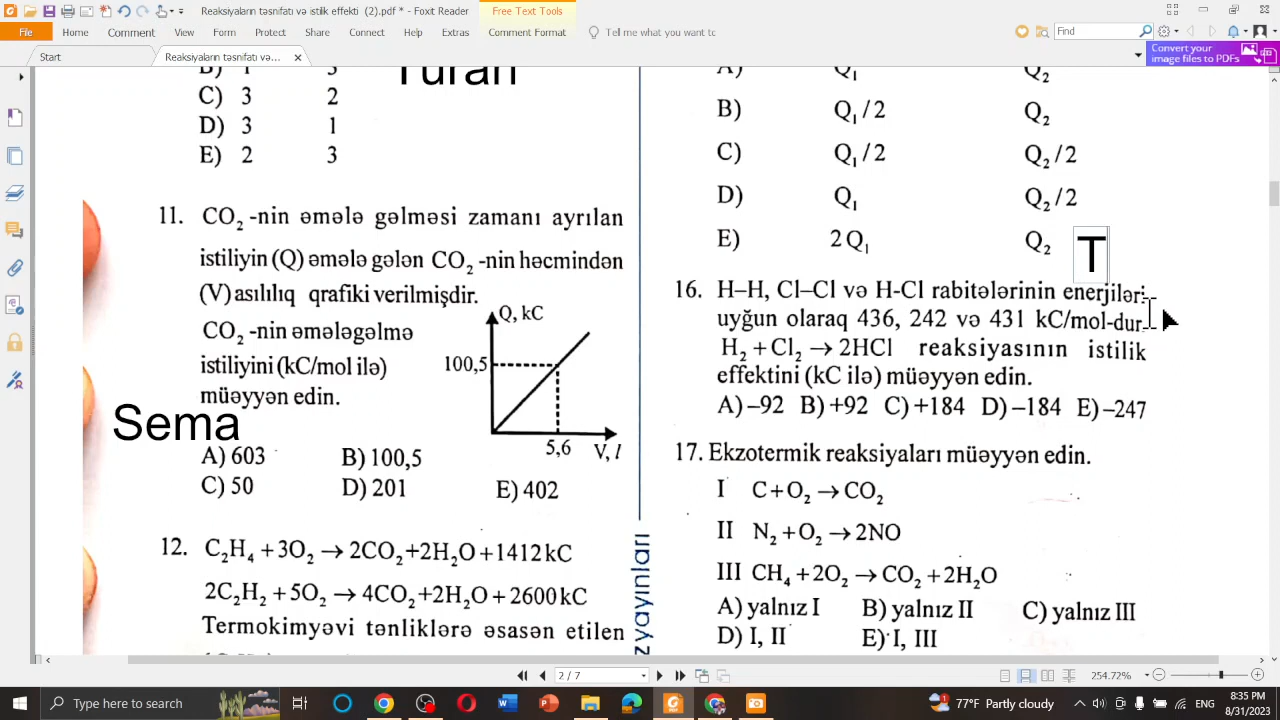 Reaksiyaların təsnifatı və istilik effekti (2).pdf * - Foxit Reader
Free Text Tools
File Home Comment View Form Protect Share Connect Help Extras Comment Format Tell me what you want to
Find
Start
Reaksiyaların təsnifatı və...
Convert your
image files to PDFs
Turan
C) 3 2
D) 3 1
E) 2 3
11. CO₂ -nin əmələ gəlməsi zamanı ayrılan
istiliyin (Q) əmələ gələn CO₂ -nin həcmindən
(V) asılılıq qrafiki verilmişdir.
CO₂ -nin əmələgəlmə
istiliyini (kC/mol ilə)
müəyyən edin.
Q, kC
100,5
5,6 V, l
Sema
A) 603 B) 100,5
C) 50 D) 201 E) 402
12. C₂H₄ +3O₂ → 2CO₂+2H₂O+1412kC
2C₂H₂ + 5O₂ → 4CO₂+2H₂O + 2600kC
Termokimyəvi tənliklərə əsasən etilen
z yayınları
A) Q₁ Q₂
B) Q₁/2 Q₂
C) Q₁/2 Q₂/2
D) Q₁ Q₂/2
E) 2Q₁ Q₂
T
16. H–H, Cl–Cl və H-Cl rabitələrinin enerjiləri
uyğun olaraq 436, 242 və 431 kC/mol-dur.
H₂ + Cl₂ → 2HCl reaksiyasının istilik
effektini (kC ilə) müəyyən edin.
A) –92 B) +92 C) +184 D) –184 E) –247
17. Ekzotermik reaksiyaları müəyyən edin.
I C+O₂ → CO₂
II N₂ + O₂ → 2NO
III CH₄ + 2O₂ → CO₂ + 2H₂O
A) yalnız I B) yalnız II C) yalnız III
D) I, II E) I, III
2 / 7
254.72%
Type here to search
77°F Partly cloudy
8:35 PM
8/31/2023